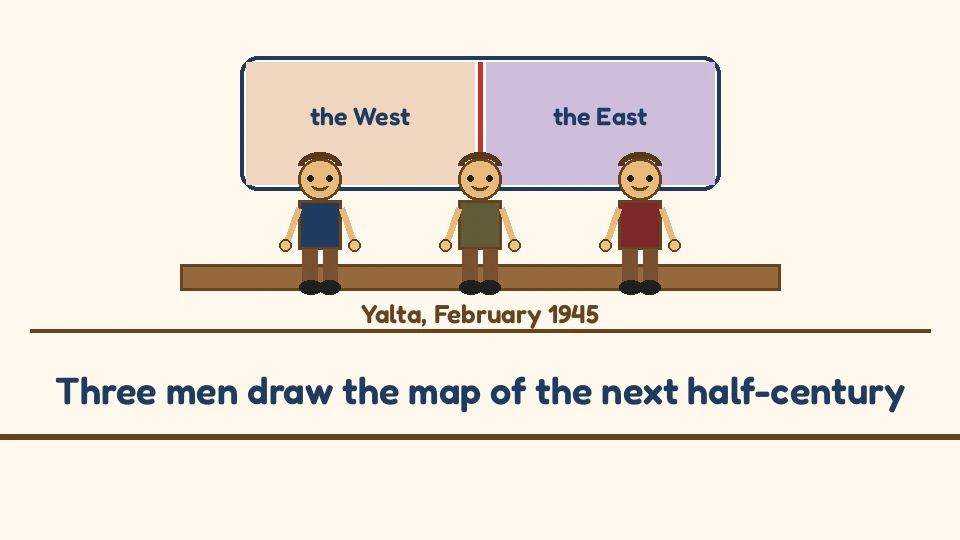 the West
the East
Yalta, February 1945
Three men draw the map of the next half-century